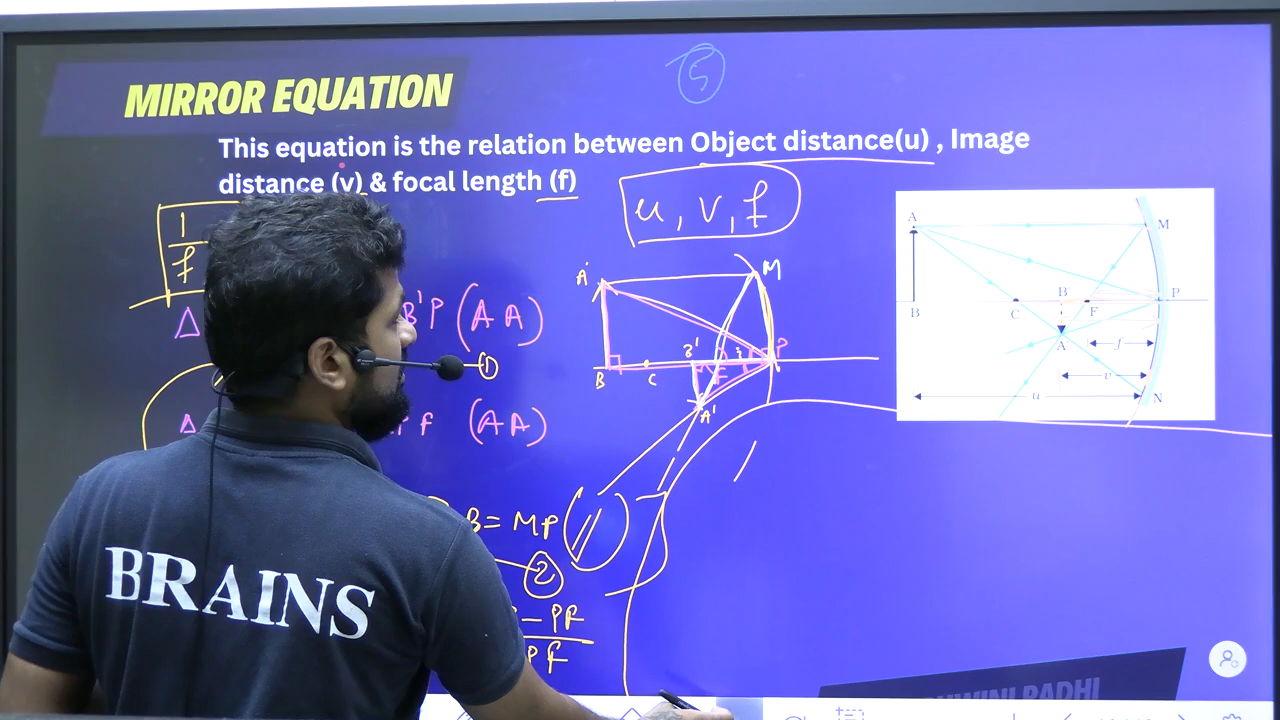 5
MIRROR EQUATION
This equation is the relation between Object distance(u) , Image
distance (v) & focal length (f)
u, v, f
1
f
Δ
B'P (AA)
1
Δ
F (AA)
B = MP
2
- PF
PF
A M
B C B' F P
A'
A M
B C B' F P
A'
f
v
u
N
BRAINS